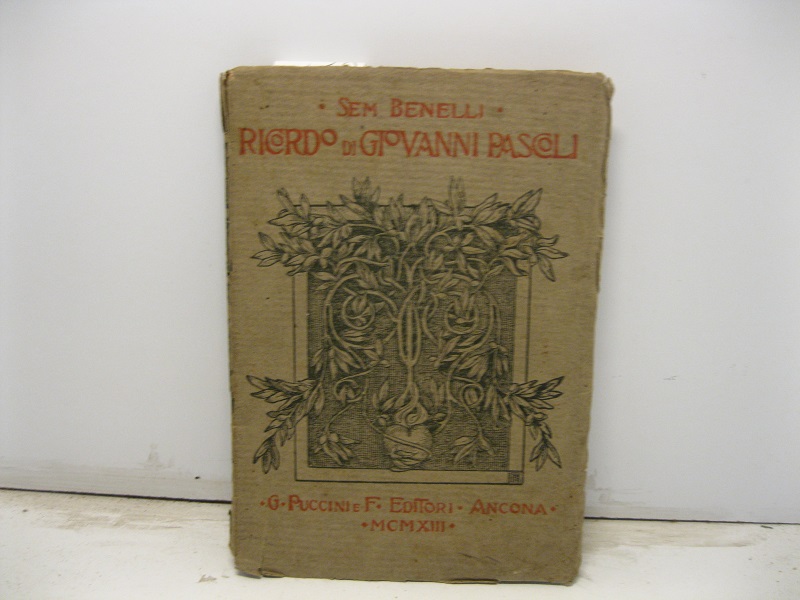 · SEM BENELLI ·
RICORDO DI GIOVANNI PASCOLI
· G · PUCCINI E F · EDITORI · ANCONA ·
· MCMXIII ·